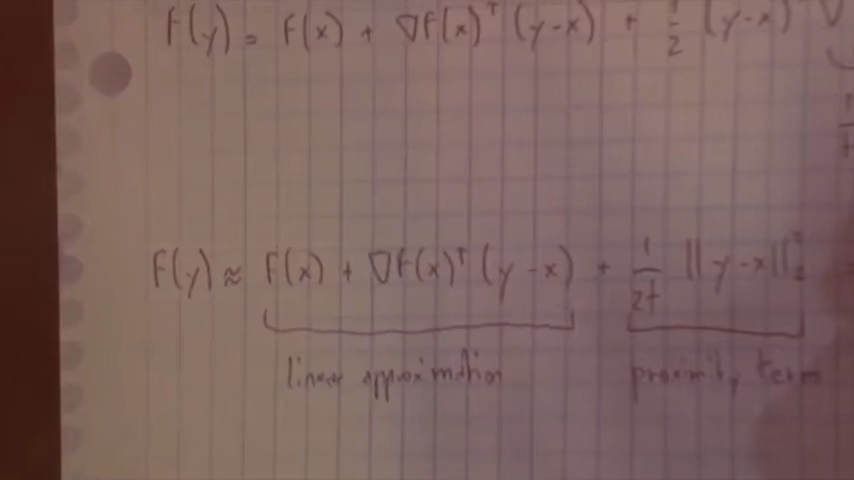 f(y) = f(x) + ∇f(x)ᵀ (y-x) + 1/2 (y-x)ᵀ ∇
f(y) ≈ f(x) + ∇f(x)ᵀ (y-x) + 1/2t ||y-x||₂²
linear approximation proximity term